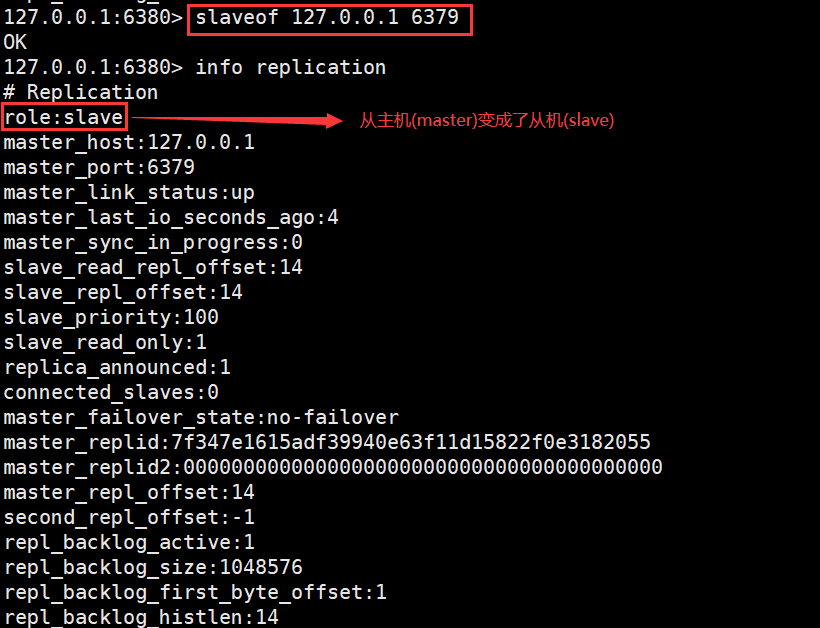 127.0.0.1:6380> slaveof 127.0.0.1 6379
OK
127.0.0.1:6380> info replication
# Replication
role:slave 从主机(master)变成了从机(slave)
master_host:127.0.0.1
master_port:6379
master_link_status:up
master_last_io_seconds_ago:4
master_sync_in_progress:0
slave_read_repl_offset:14
slave_repl_offset:14
slave_priority:100
slave_read_only:1
replica_announced:1
connected_slaves:0
master_failover_state:no-failover
master_replid:7f347e1615adf39940e63f11d15822f0e3182055
master_replid2:0000000000000000000000000000000000000000
master_repl_offset:14
second_repl_offset:-1
repl_backlog_active:1
repl_backlog_size:1048576
repl_backlog_first_byte_offset:1
repl_backlog_histlen:14